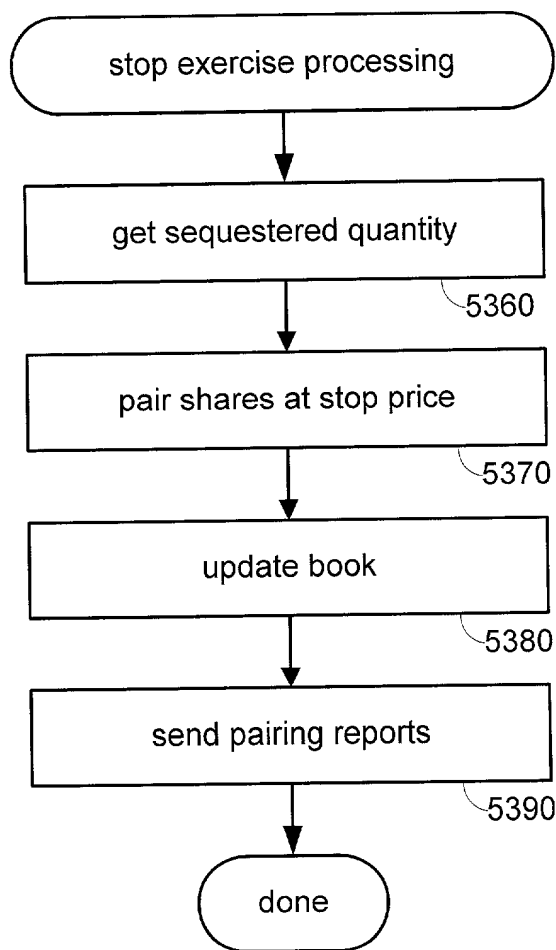 stop exercise processing
get sequestered quantity
5360
pair shares at stop price
5370
update book
5380
send pairing reports
5390
done